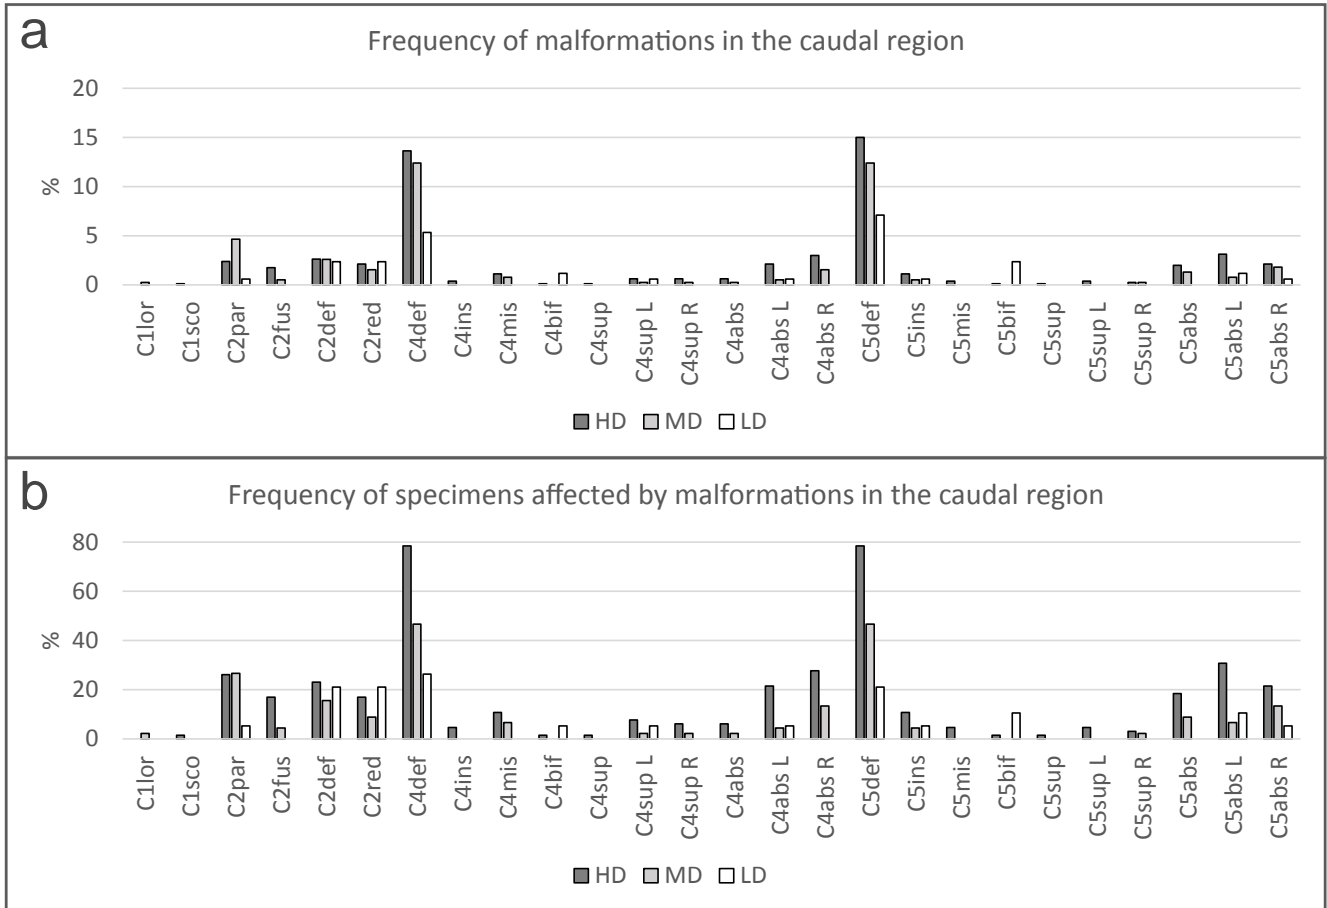 a
Frequency of malformations in the caudal region
20
15
10
5
0
%
C1lor C1sco C2par C2fus C2def C2red C4def C4ins C4mis C4bif C4sup C4sup L C4sup R C4abs C4abs L C4abs R C5def C5ins C5mis C5bif C5sup C5sup L C5sup R C5abs C5abs L C5abs R
HD MD LD
b
Frequency of specimens affected by malformations in the caudal region
80
60
40
20
0
%
C1lor C1sco C2par C2fus C2def C2red C4def C4ins C4mis C4bif C4sup C4sup L C4sup R C4abs C4abs L C4abs R C5def C5ins C5mis C5bif C5sup C5sup L C5sup R C5abs C5abs L C5abs R
HD MD LD